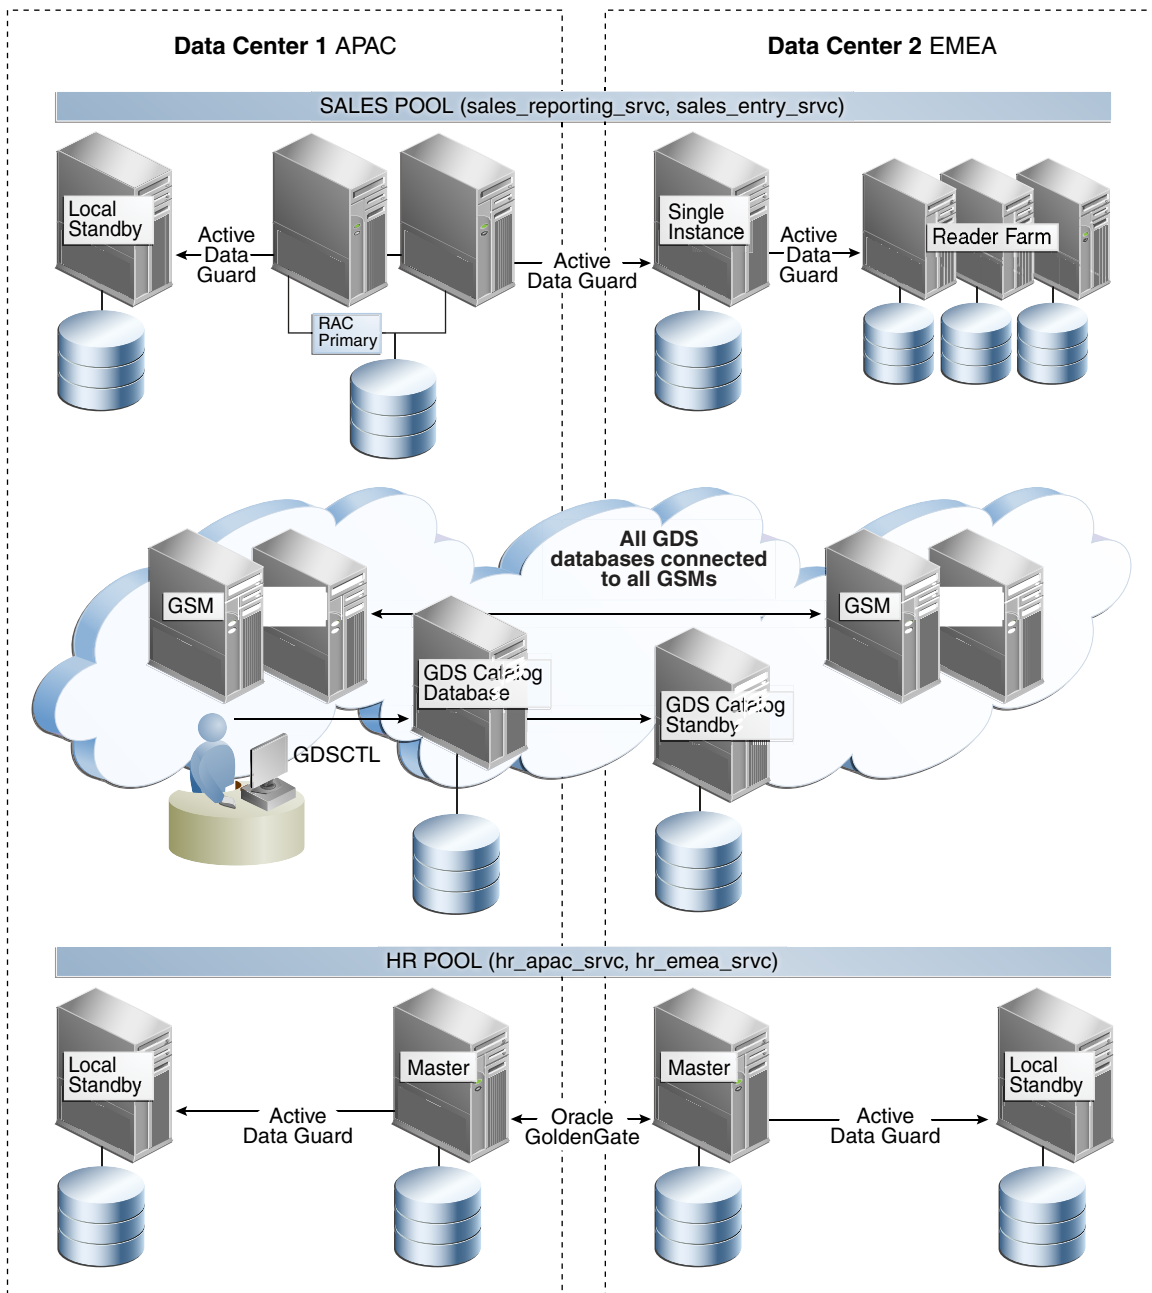 Data Center 1 APAC
Data Center 2 EMEA
SALES POOL (sales_reporting_srvc, sales_entry_srvc)
Local
Standby
Active
Data
Guard
RAC
Primary
Active
Data Guard
Single
Instance
Active
Data
Guard
Reader Farm
All GDS
databases connected
to all GSMs
GSM
GSM
GDS Catalog
Database
GDS Catalog
Standby
GDSCTL
HR POOL (hr_apac_srvc, hr_emea_srvc)
Local
Standby
Active
Data Guard
Master
Oracle
GoldenGate
Master
Active
Data Guard
Local
Standby